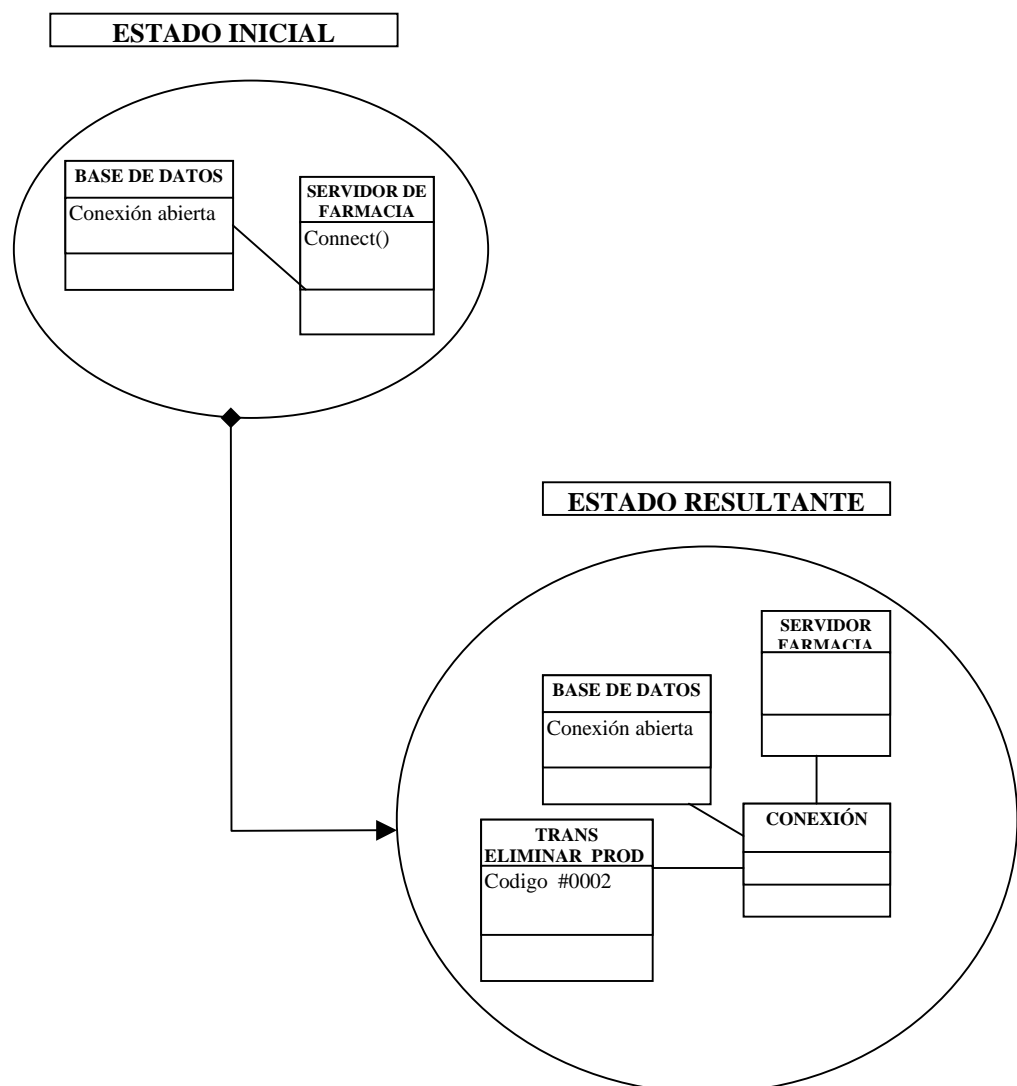 ESTADO INICIAL
BASE DE DATOS
Conexión abierta
SERVIDOR DE
FARMACIA
Connect()
ESTADO RESULTANTE
SERVIDOR
FARMACIA
BASE DE DATOS
Conexión abierta
CONEXIÓN
TRANS
ELIMINAR PROD
Codigo #0002